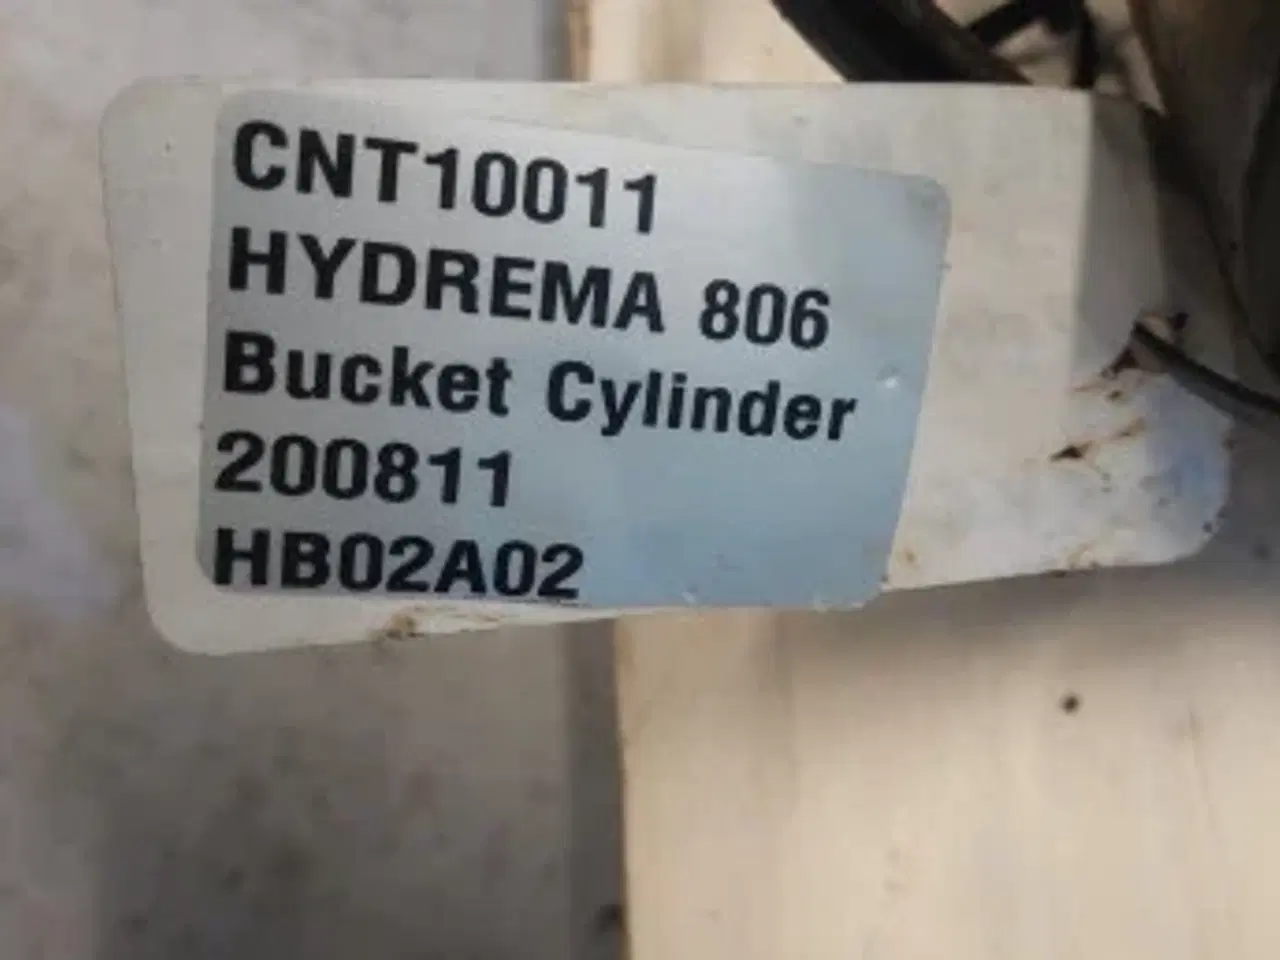 CNT10011
HYDREMA 806
Bucket Cylinder
200811
HB02A02